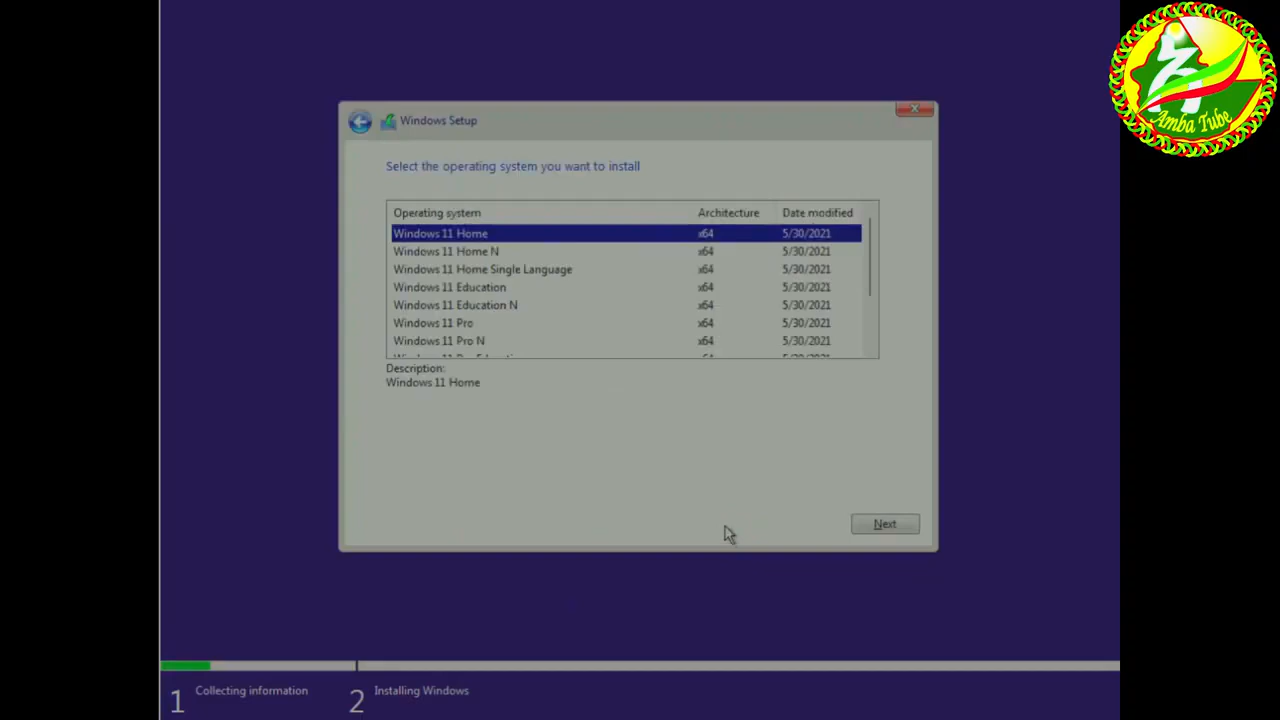 Windows Setup
Select the operating system you want to install
Operating system Architecture Date modified
Windows 11 Home x64 5/30/2021
Windows 11 Home N x64 5/30/2021
Windows 11 Home Single Language x64 5/30/2021
Windows 11 Education x64 5/30/2021
Windows 11 Education N x64 5/30/2021
Windows 11 Pro x64 5/30/2021
Windows 11 Pro N x64 5/30/2021
Description:
Windows 11 Home
Next
1 Collecting information 2 Installing Windows
Amba Tube